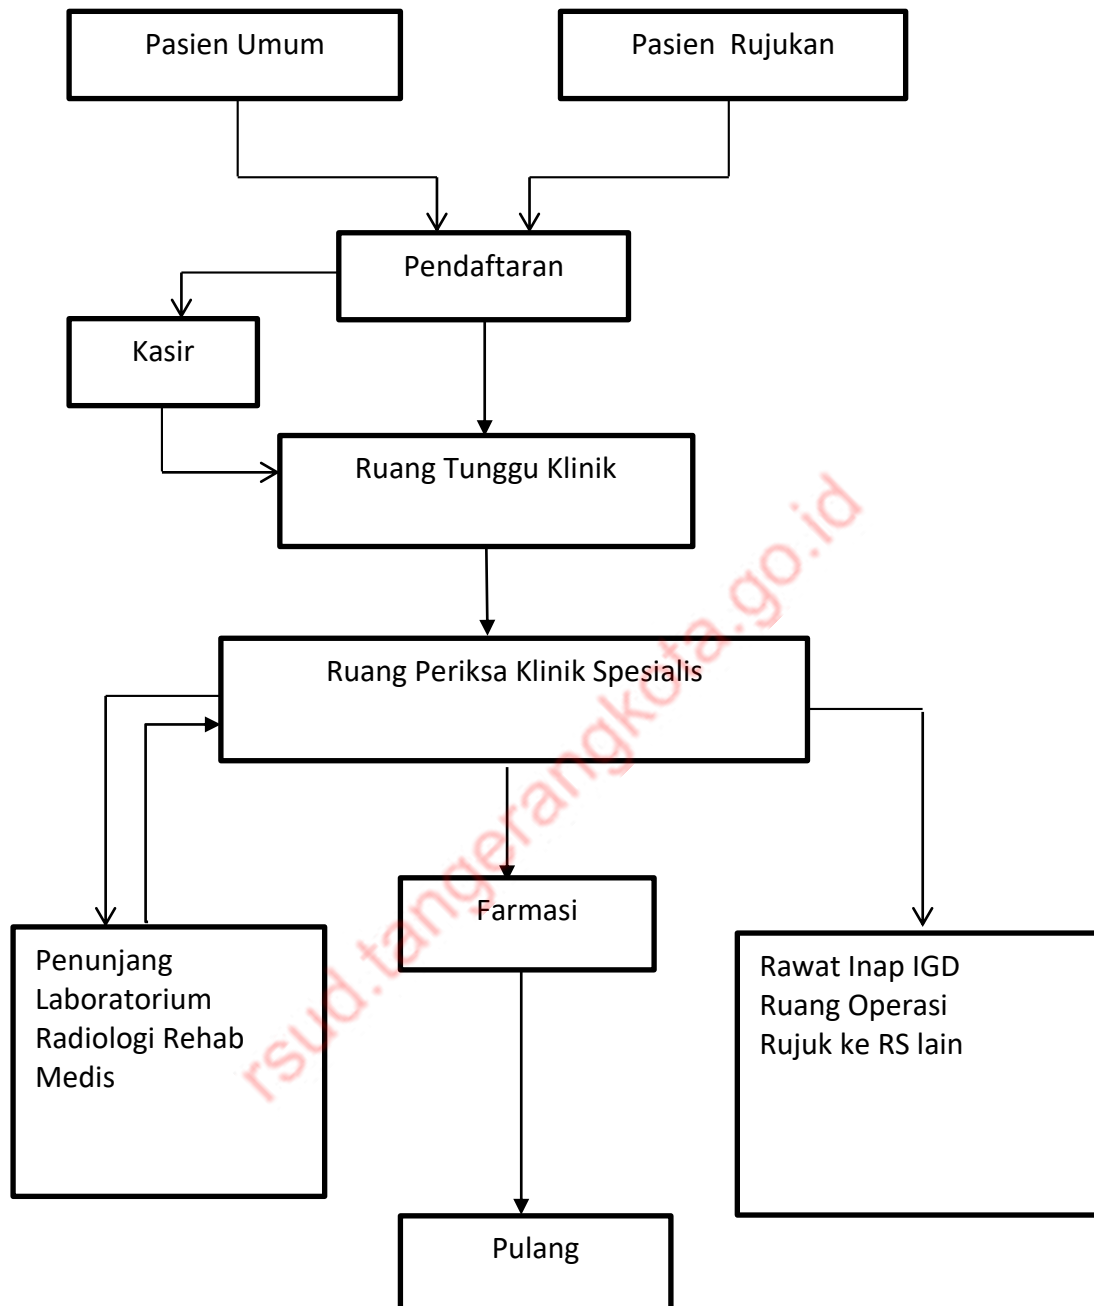 Pasien Umum
Pasien Rujukan
Pendaftaran
Kasir
Ruang Tunggu Klinik
Ruang Periksa Klinik Spesialis
Farmasi
Penunjang
Laboratorium
Radiologi Rehab
Medis
Rawat Inap IGD
Ruang Operasi
Rujuk ke RS lain
Pulang
rsud.tangerangkota.go.id